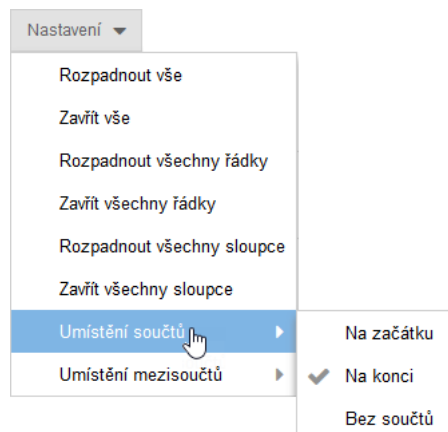 Nastavení
Rozpadnout vše
Zavřít vše
Rozpadnout všechny řádky
Zavřít všechny řádky
Rozpadnout všechny sloupce
Zavřít všechny sloupce
Umístění součtů
Na začátku
Umístění mezisoučtů
Na konci
Bez součtů